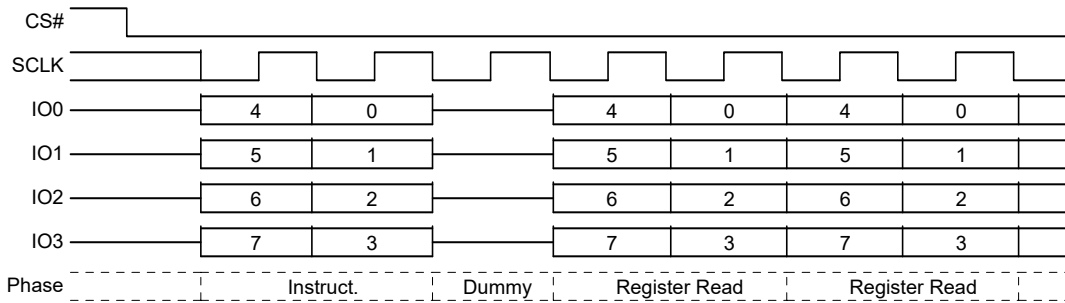 CS#
SCLK
IO0 4 0 4 0 4 0
IO1 5 1 5 1 5 1
IO2 6 2 6 2 6 2
IO3 7 3 7 3 7 3
Phase Instruct. Dummy Register Read Register Read